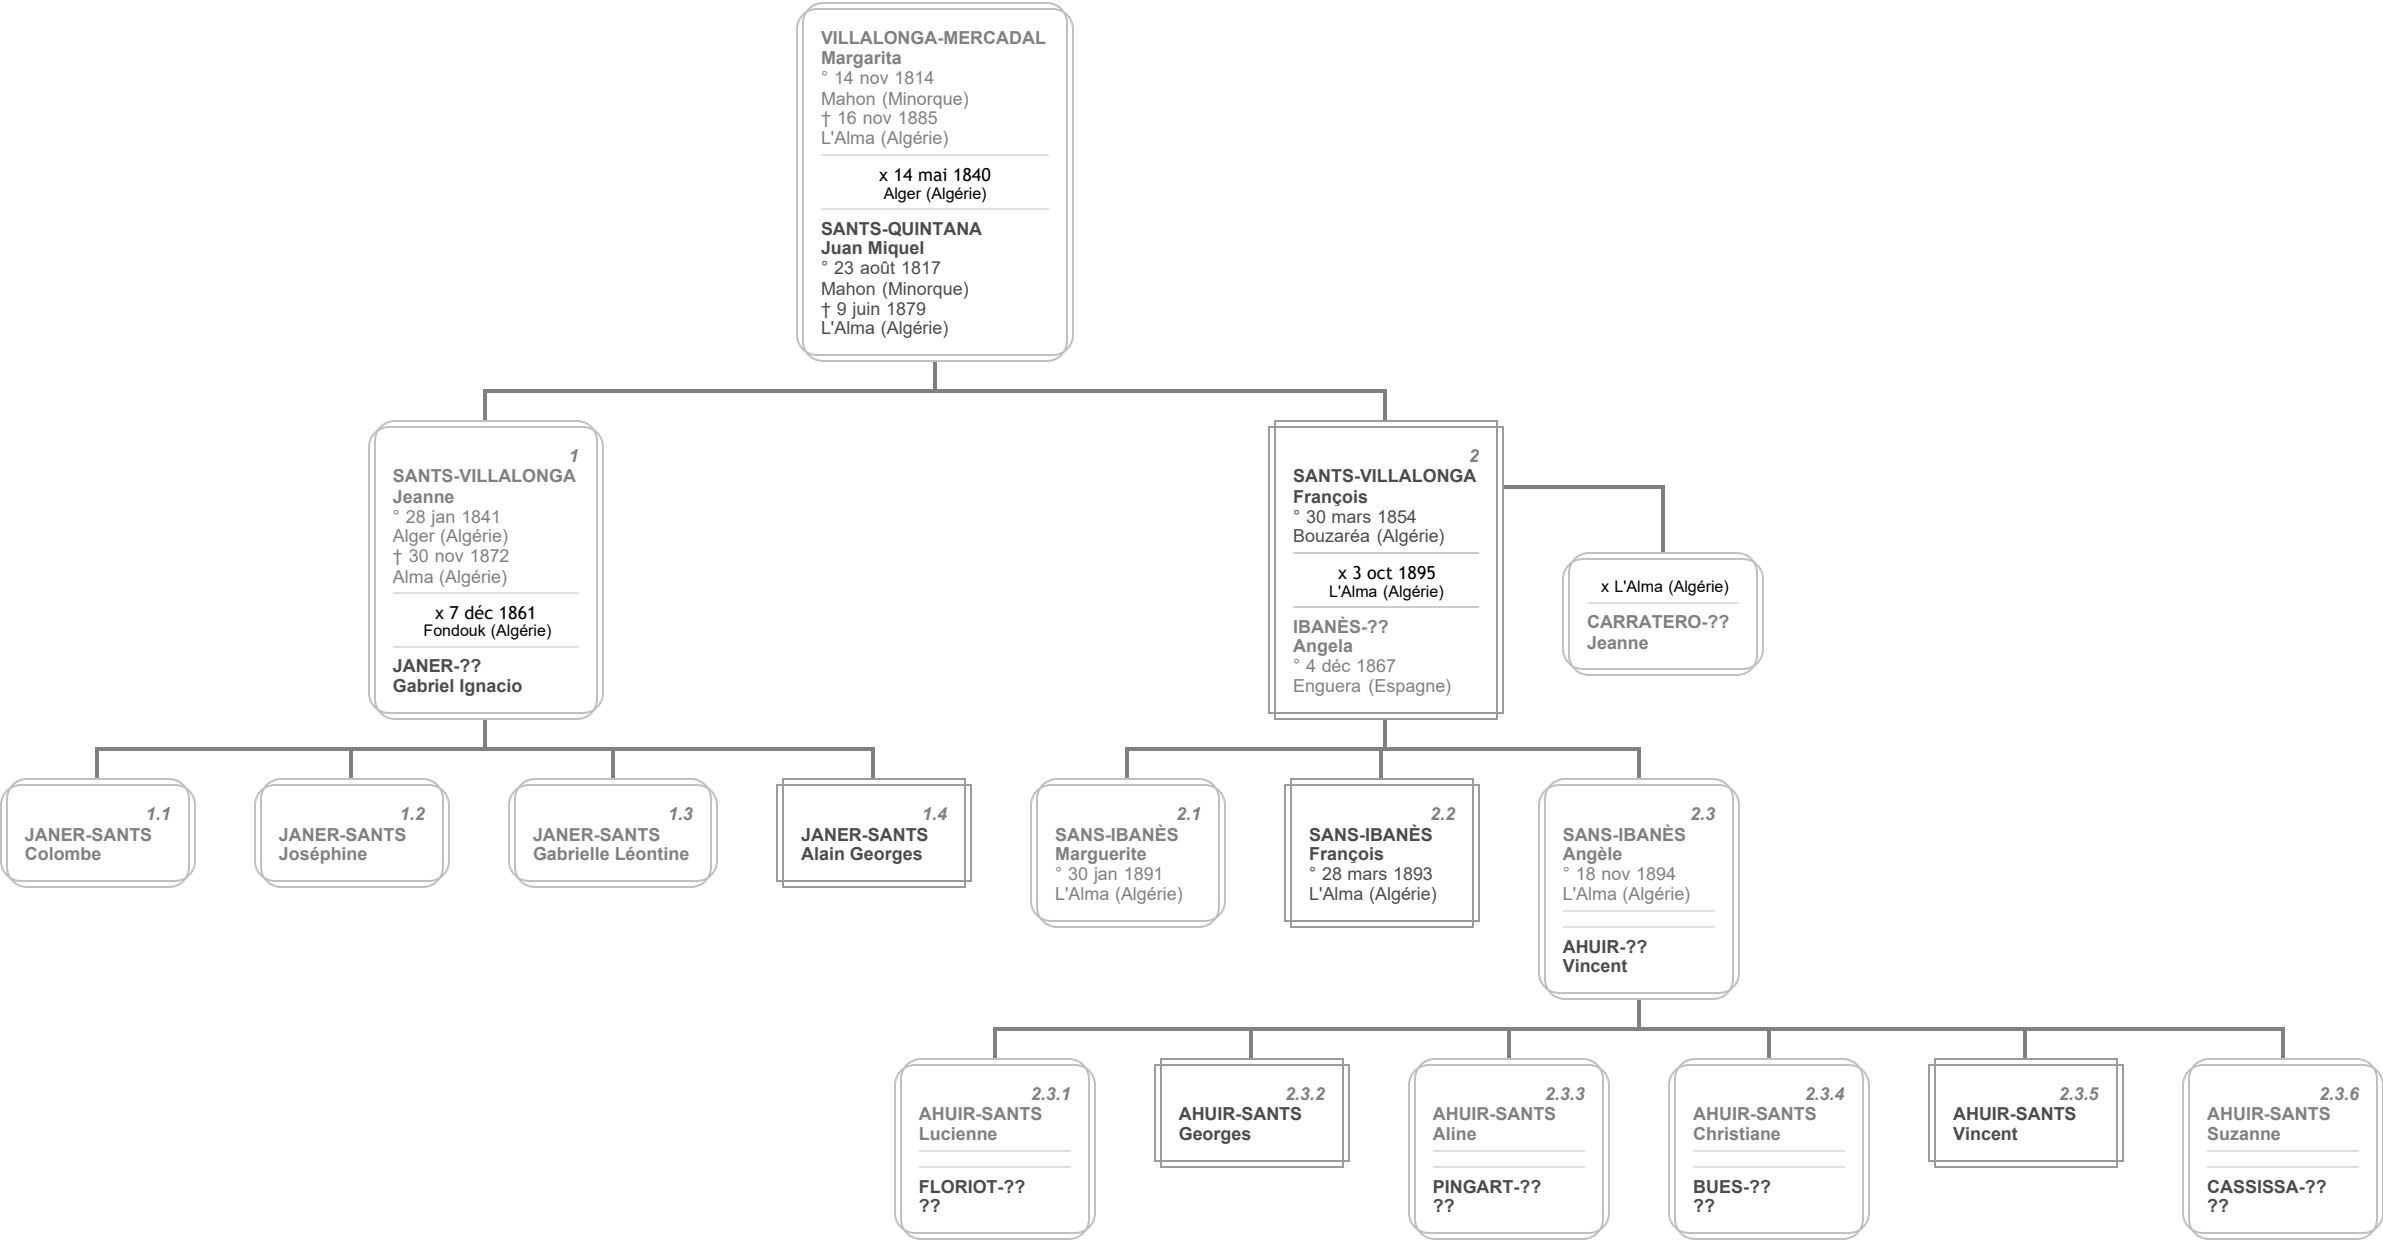 VILLALONGA-MERCADAL
Margarita
° 14 nov 1814
Mahon (Minorque)
† 16 nov 1885
L'Alma (Algérie)
x 14 mai 1840
Alger (Algérie)
SANTS-QUINTANA
Juan Miquel
° 23 août 1817
Mahon (Minorque)
† 9 juin 1879
L'Alma (Algérie)
1
SANTS-VILLALONGA
Jeanne
° 28 jan 1841
Alger (Algérie)
† 30 nov 1872
Alma (Algérie)
x 7 déc 1861
Fondouk (Algérie)
JANER-??
Gabriel Ignacio
2
SANTS-VILLALONGA
François
° 30 mars 1854
Bouzaréa (Algérie)
x 3 oct 1895
L'Alma (Algérie)
IBANÈS-??
Angela
° 4 déc 1867
Enguera (Espagne)
x L'Alma (Algérie)
CARRATERO-??
Jeanne
1.1
JANER-SANTS
Colombe
1.2
JANER-SANTS
Joséphine
1.3
JANER-SANTS
Gabrielle Léontine
1.4
JANER-SANTS
Alain Georges
2.1
SANS-IBANÈS
Marguerite
° 30 jan 1891
L'Alma (Algérie)
2.2
SANS-IBANÈS
François
° 28 mars 1893
L'Alma (Algérie)
2.3
SANS-IBANÈS
Angèle
° 18 nov 1894
L'Alma (Algérie)
AHUIR-??
Vincent
2.3.1
AHUIR-SANTS
Lucienne
FLORIOT-??
??
2.3.2
AHUIR-SANTS
Georges
2.3.3
AHUIR-SANTS
Aline
PINGART-??
??
2.3.4
AHUIR-SANTS
Christiane
BUES-??
??
2.3.5
AHUIR-SANTS
Vincent
2.3.6
AHUIR-SANTS
Suzanne
CASSISSA-??
??